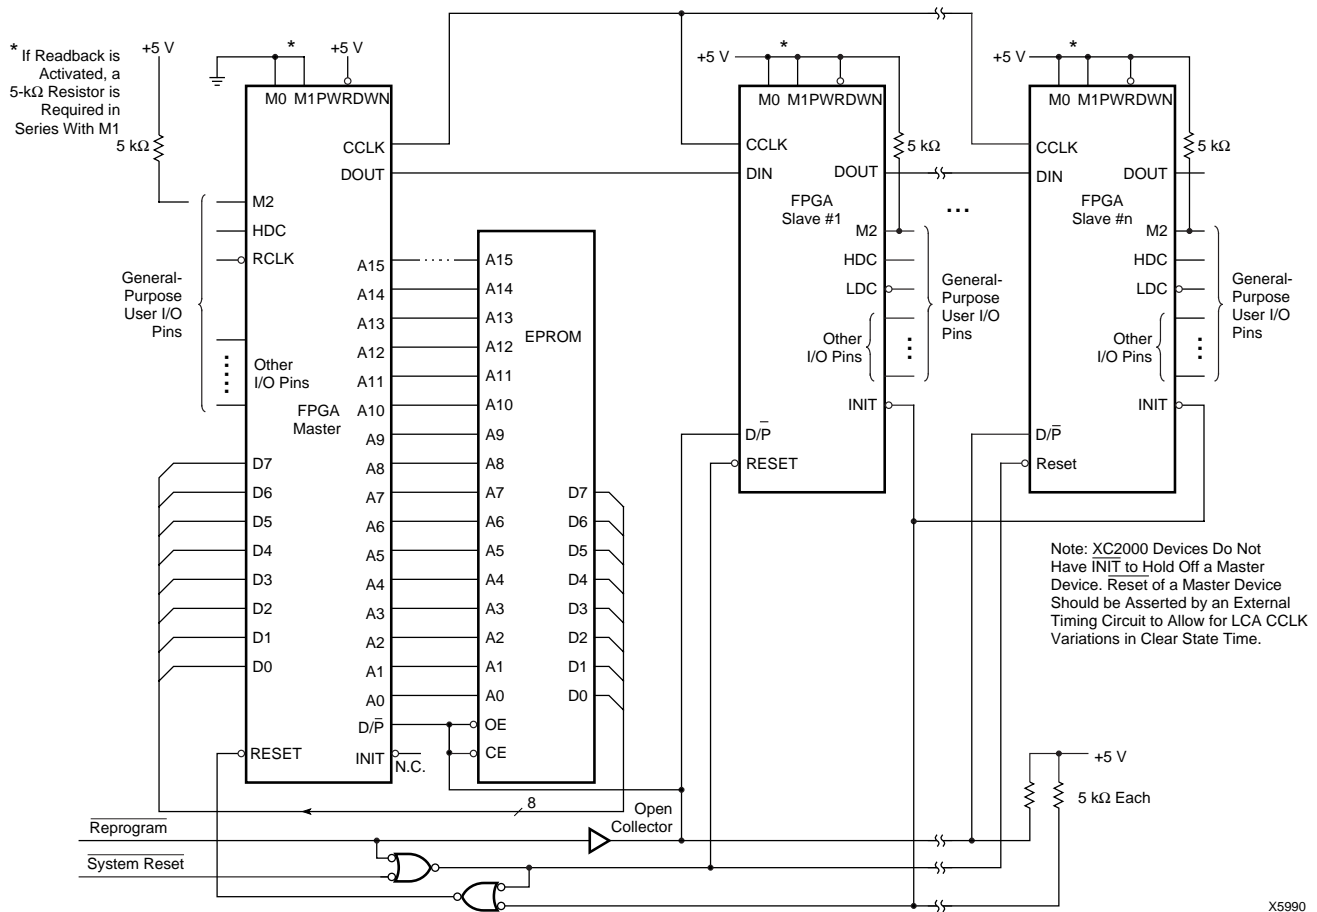 * If Readback is
Activated, a
5-kΩ Resistor is
Required in
Series With M1
+5 V
*
+5 V
5 kΩ
M0
M1
PWRDWN
CCLK
DOUT
M2
HDC
RCLK
General-
Purpose
User I/O
Pins
Other
I/O Pins
FPGA
Master
A15
A14
A13
A12
A11
A10
A9
A8
A7
A6
A5
A4
A3
A2
A1
A0
D/P̅
INIT
N.C.
D7
D6
D5
D4
D3
D2
D1
D0
RESET
A15
A14
A13
A12
A11
A10
A9
A8
A7
A6
A5
A4
A3
A2
A1
A0
OE
CE
EPROM
D7
D6
D5
D4
D3
D2
D1
D0
8
+5 V
*
M0
M1
PWRDWN
5 kΩ
CCLK
DIN
DOUT
FPGA
Slave #1
M2
HDC
LDC
Other
I/O Pins
General-
Purpose
User I/O
Pins
INIT
D/P̅
RESET
...
+5 V
*
M0
M1
PWRDWN
5 kΩ
CCLK
DIN
DOUT
FPGA
Slave #n
M2
HDC
LDC
Other
I/O Pins
General-
Purpose
User I/O
Pins
INIT
D/P̅
Reset
Note: XC2000 Devices Do Not
Have I̅N̅I̅T̅ to Hold Off a Master
Device. R̅e̅s̅e̅t̅ of a Master Device
Should be Asserted by an External
Timing Circuit to Allow for LCA CCLK
Variations in Clear State Time.
+5 V
5 kΩ Each
Open
Collector
R̅e̅p̅r̅o̅g̅r̅a̅m̅
S̅y̅s̅t̅e̅m̅ ̅R̅e̅s̅e̅t̅
X5990